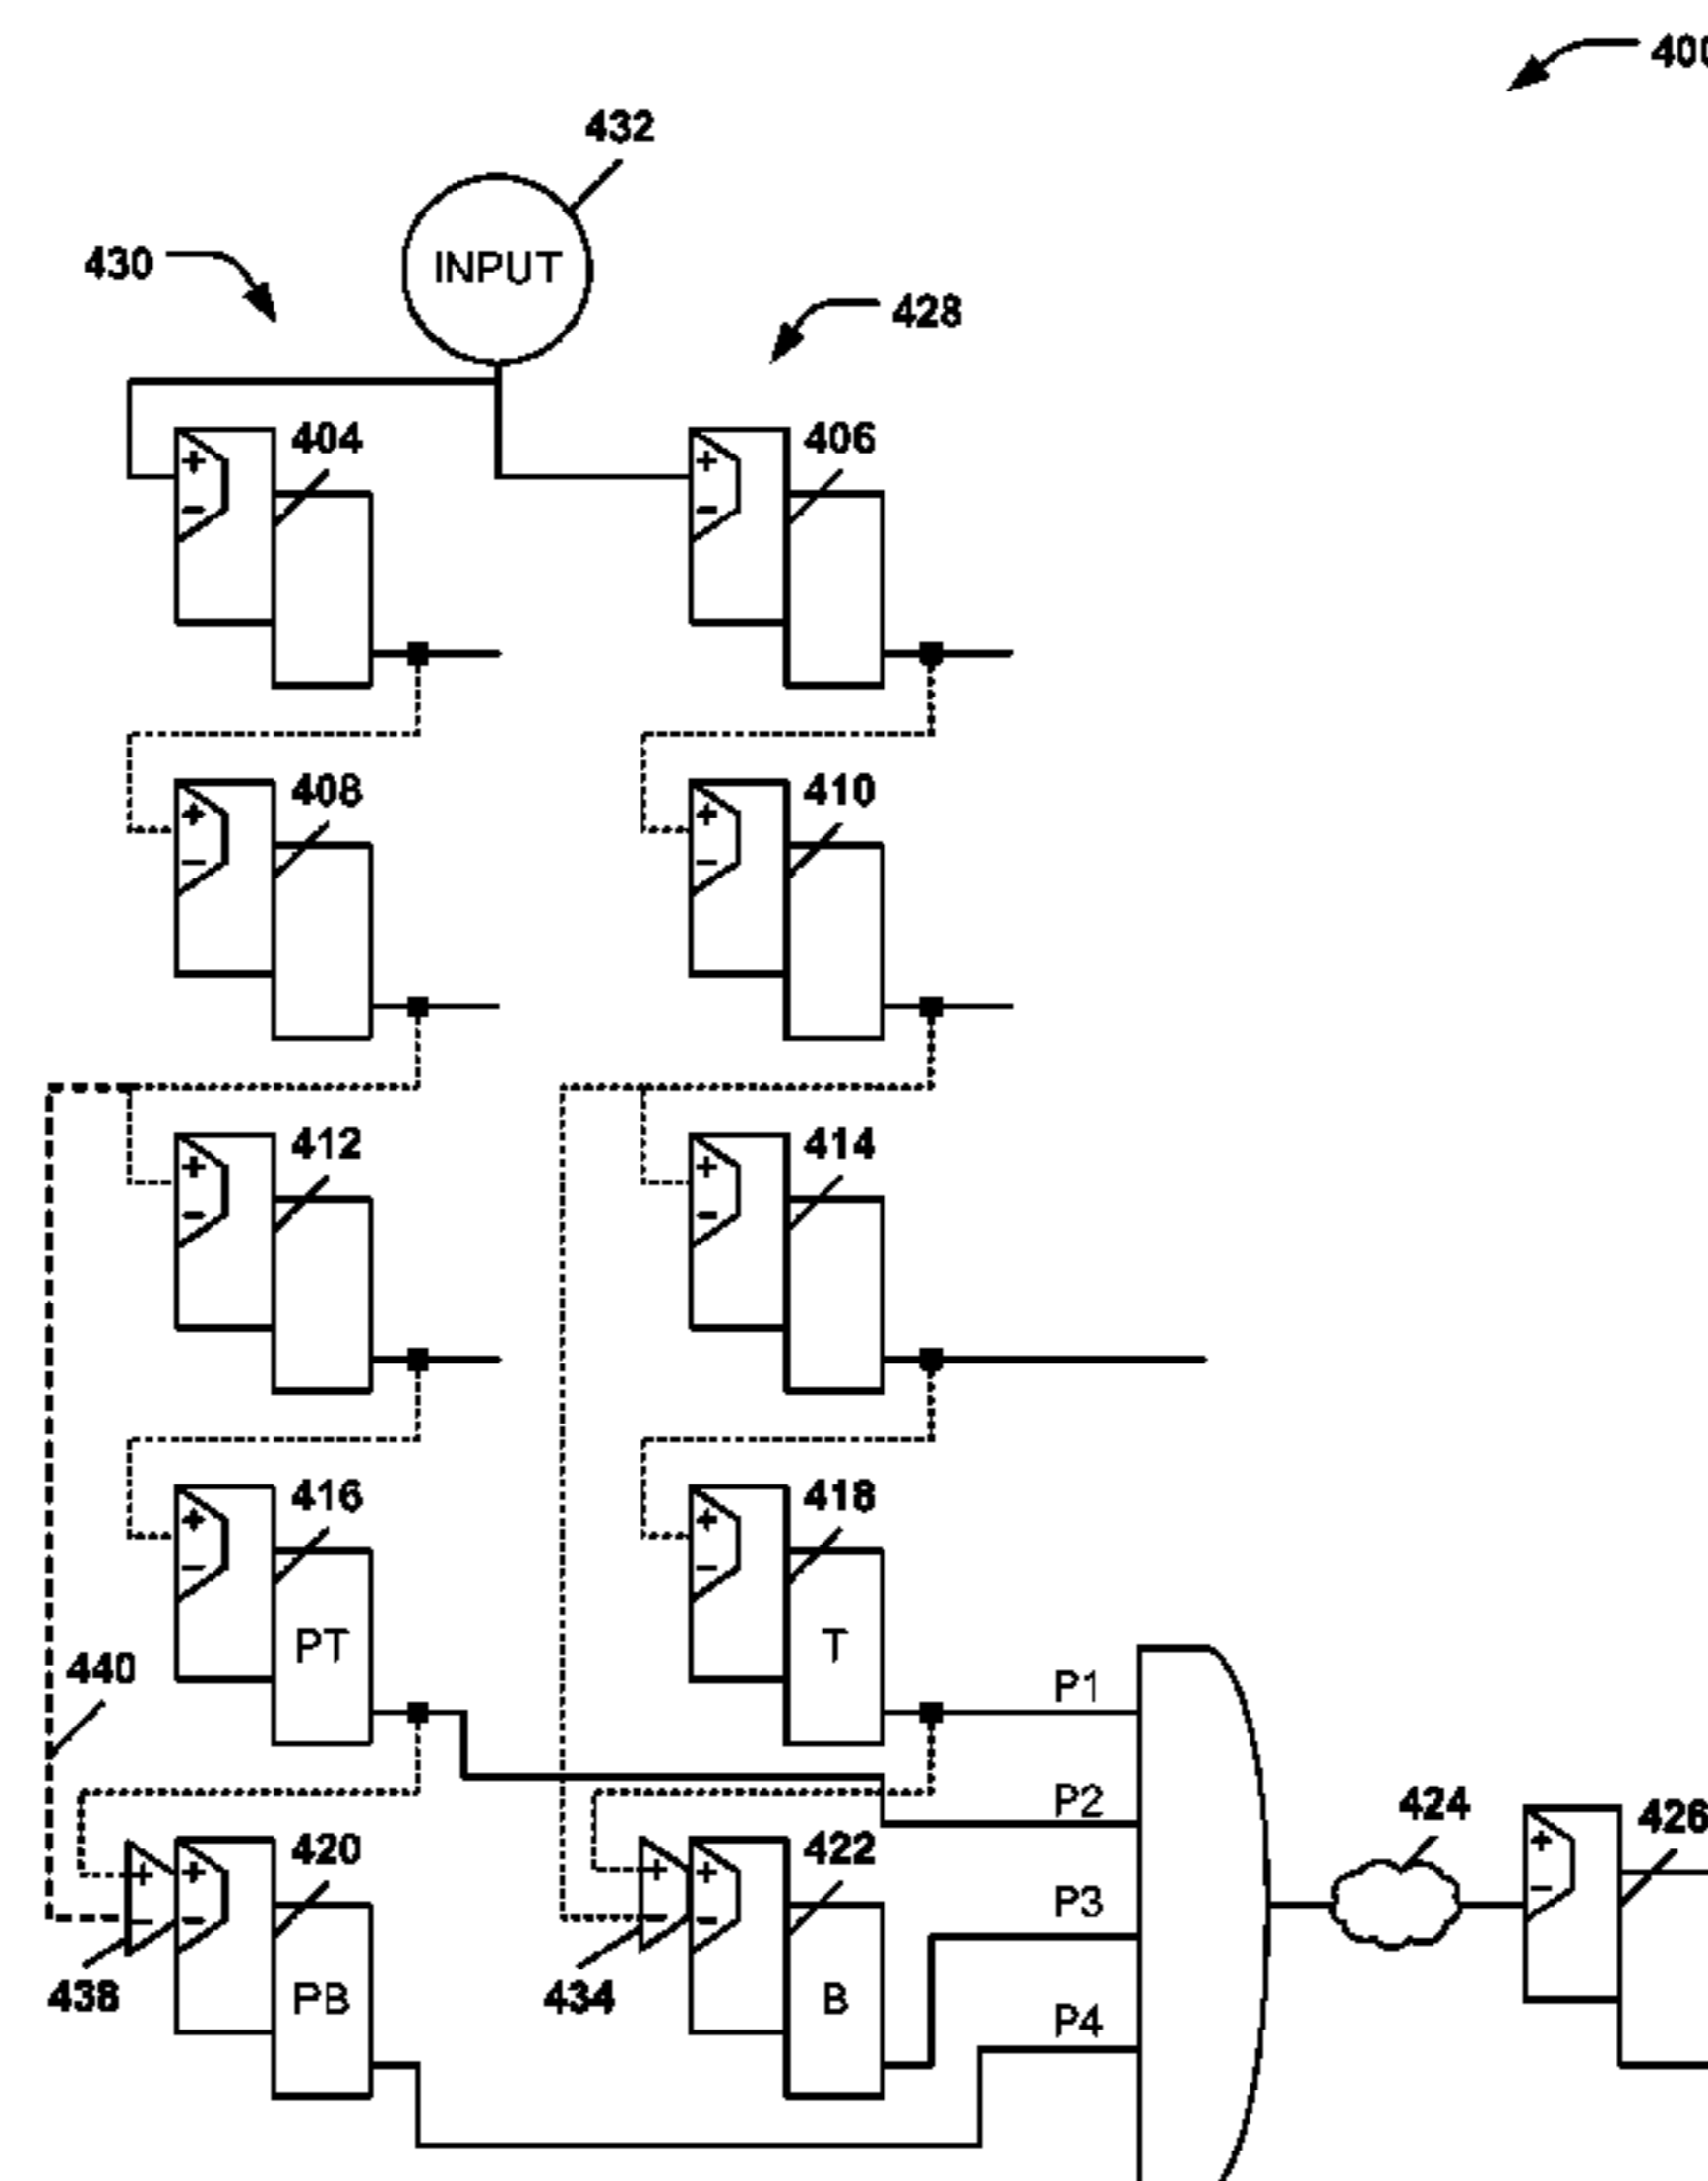 400
432
430
INPUT
428
404 406
+ +
- -
408 410
+ +
- -
412 414
+ +
- -
416 418
+ +
- -
PT T
440
P1
P2
424
426
420 422
+ + + + +
- - - - -
P3
438 434
PB B
P4